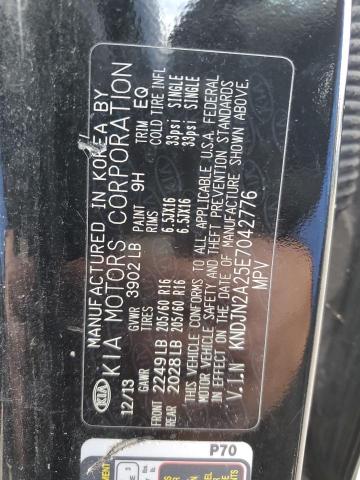 MANUFACTURED IN KOREA BY
KIA MOTORS CORPORATION
KIA
12/13 GVWR 3902 LB PAINT 9H TRIM EQ
GAWR TIRES RIMS COLD TIRE INFL
FRONT 2249 LB 205/60 R16 6.5JX16 33psi SINGLE
REAR 2028 LB 205/60 R16 6.5JX16 33psi SINGLE
THIS VEHICLE CONFORMS TO ALL APPLICABLE U.S.A. FEDERAL
MOTOR VEHICLE SAFETY AND THEFT PREVENTION STANDARDS
IN EFFECT ON THE DATE OF MANUFACTURE SHOWN ABOVE.
V.I.N KNDJN2A25E7042776
MPV
P70